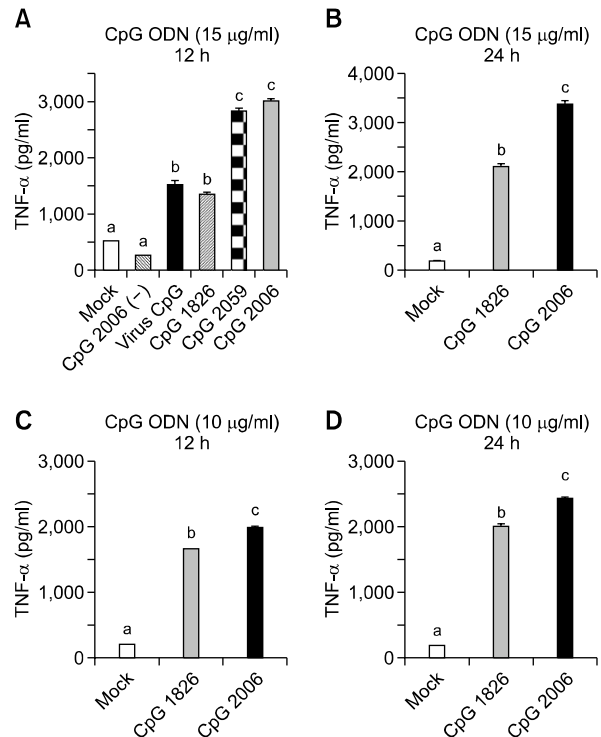 A
CpG ODN (15 μg/ml)
12 h
TNF-α (pg/ml)
3,000
2,000
1,000
0
a
a
b
b
c
c
Mock
CpG 2006 (−)
Virus CpG
CpG 1826
CpG 2059
CpG 2006
B
CpG ODN (15 μg/ml)
24 h
TNF-α (pg/ml)
4,000
3,000
2,000
1,000
0
a
b
c
Mock
CpG 1826
CpG 2006
C
CpG ODN (10 μg/ml)
12 h
TNF-α (pg/ml)
3,000
2,000
1,000
0
a
b
c
Mock
CpG 1826
CpG 2006
D
CpG ODN (10 μg/ml)
24 h
TNF-α (pg/ml)
3,000
2,000
1,000
0
a
b
c
Mock
CpG 1826
CpG 2006